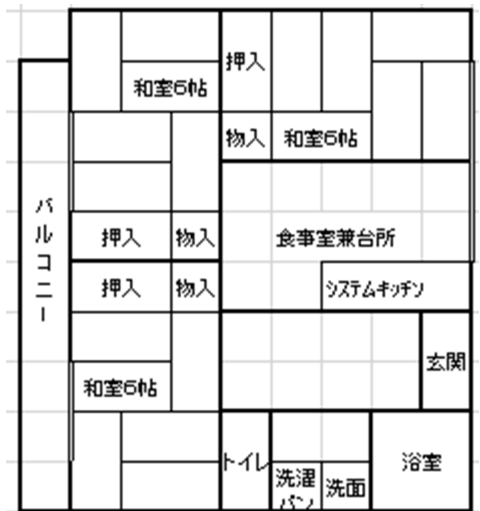 押入
和室6帖
物入
和室6帖
バルコニー
押入
物入
食事室兼台所
押入
物入
システムキッチン
玄関
和室6帖
トイレ
浴室
洗濯パン
洗面